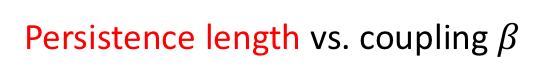 Persistence length vs. coupling β